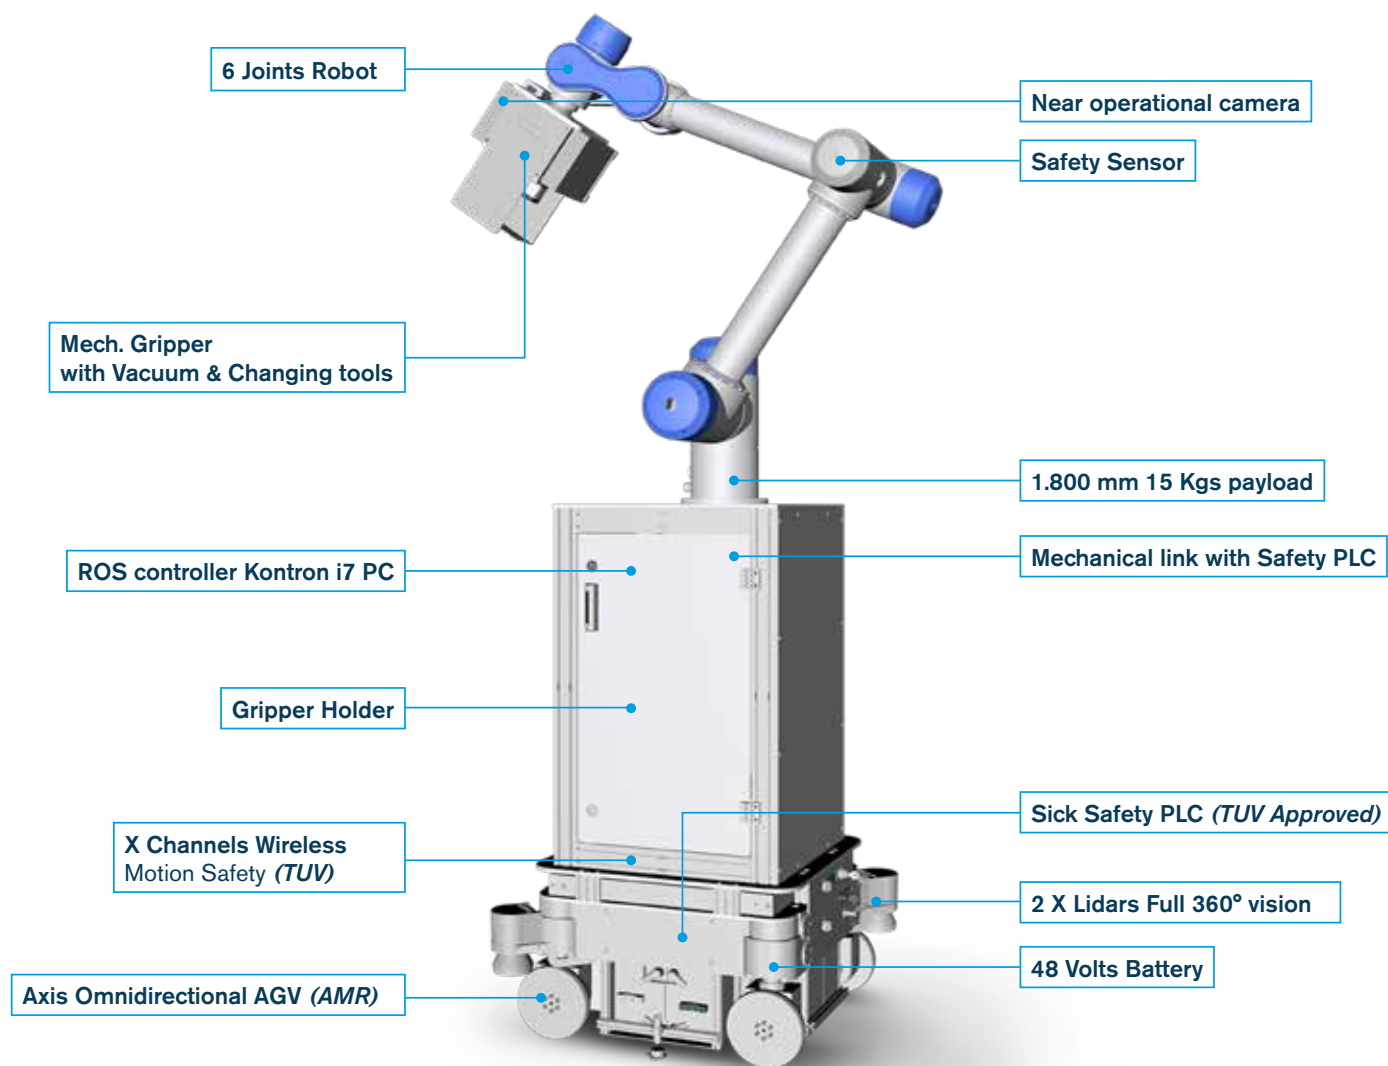 6 Joints Robot
Near operational camera
Safety Sensor
Mech. Gripper
with Vacuum & Changing tools
1.800 mm 15 Kgs payload
ROS controller Kontron i7 PC
Mechanical link with Safety PLC
Gripper Holder
Sick Safety PLC (TUV Approved)
X Channels Wireless
Motion Safety (TUV)
2 X Lidars Full 360° vision
48 Volts Battery
Axis Omnidirectional AGV (AMR)